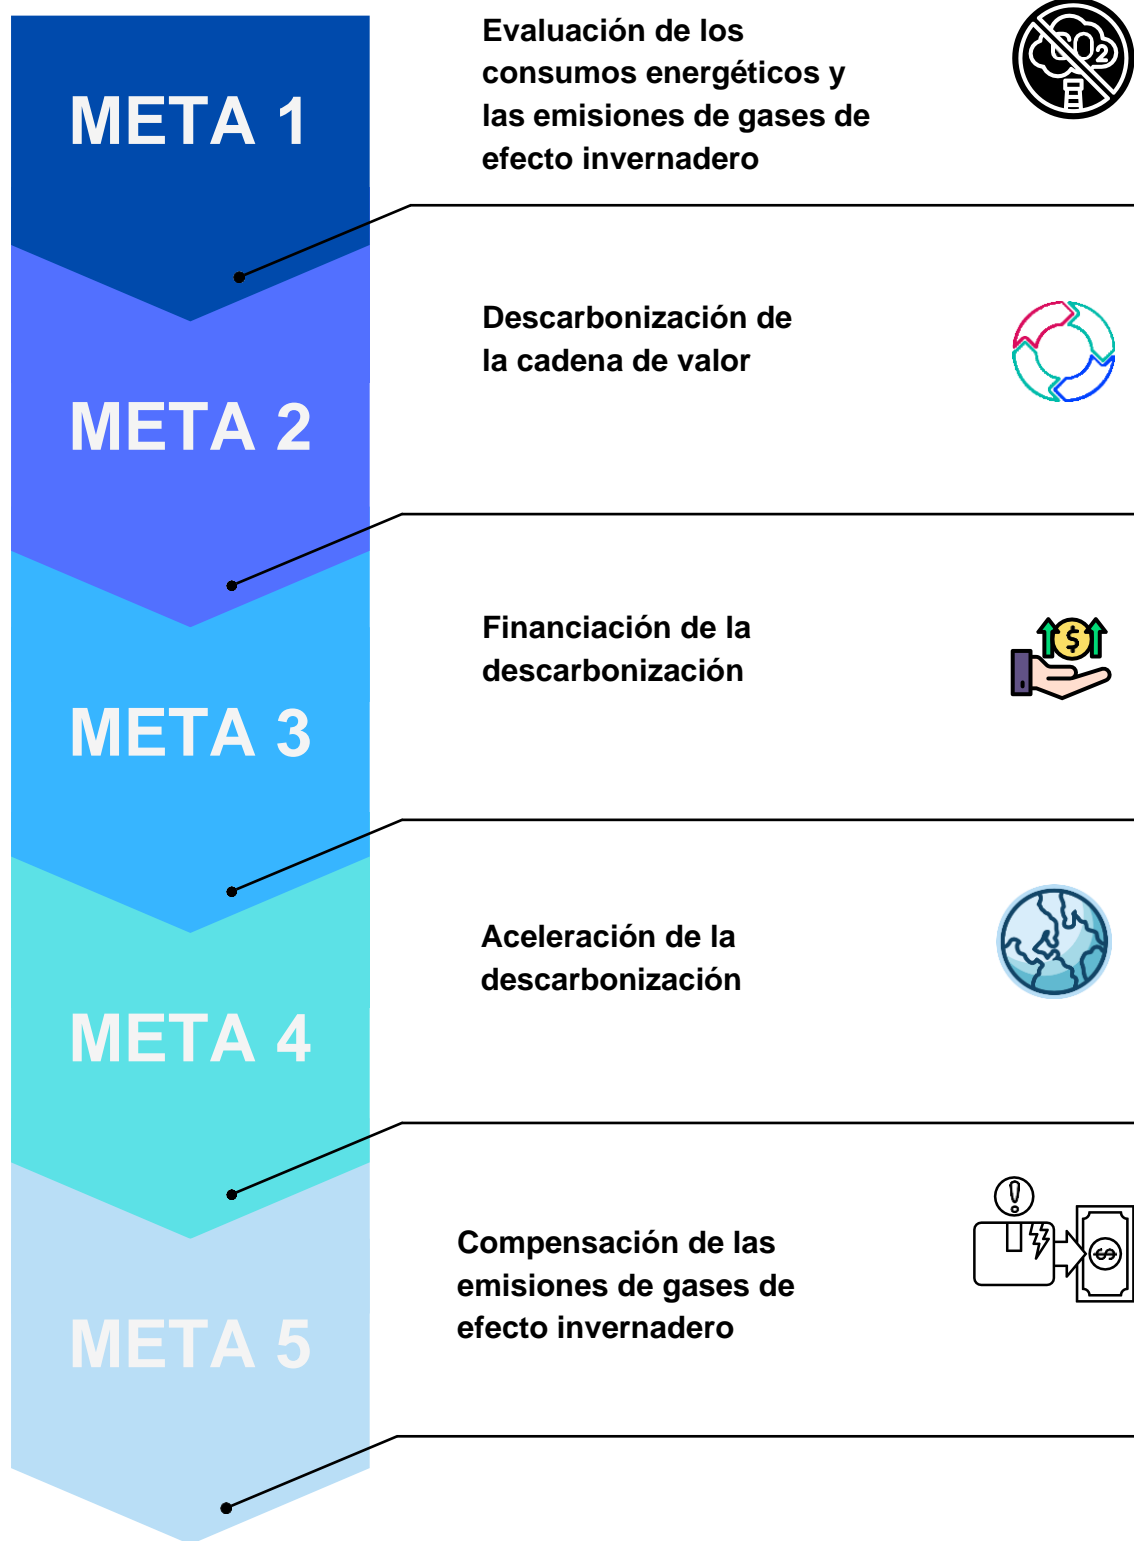 META 1
Evaluación de los
consumos energéticos y
las emisiones de gases de
efecto invernadero
CO2
META 2
Descarbonización de
la cadena de valor
META 3
Financiación de la
descarbonización
$
META 4
Aceleración de la
descarbonización
META 5
Compensación de las
emisiones de gases de
efecto invernadero
!
$